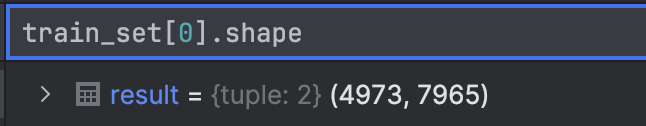 train_set[0].shape
result = {tuple: 2} (4973, 7965)